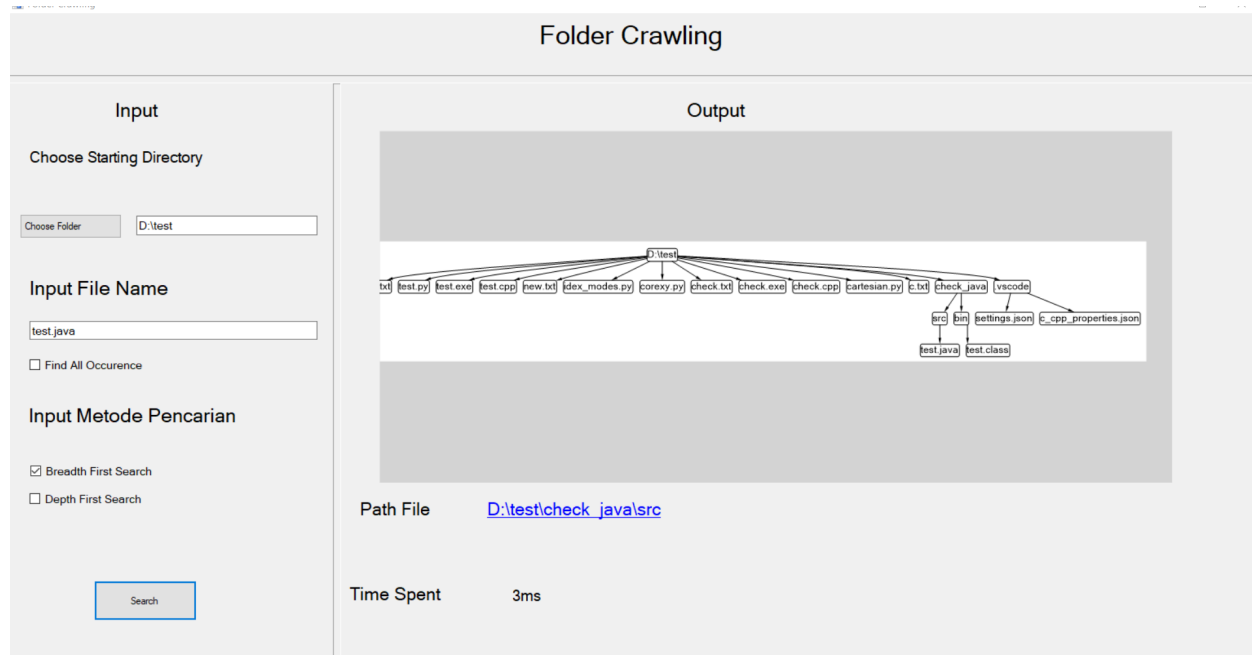 Folder Crawling
Input
Choose Starting Directory
Choose Folder
D:\test
Input File Name
test.java
Find All Occurence
Input Metode Pencarian
Breadth First Search
Depth First Search
Search
Output
D:\test
txt test.py test.exe test.cpp new.txt idex_modes.py corexy.py check.txt check.exe check.cpp cartesian.py c.txt check_java .vscode
src bin settings.json c_cpp_properties.json
test.java test.class
Path File D:\test\check_java\src
Time Spent 3ms